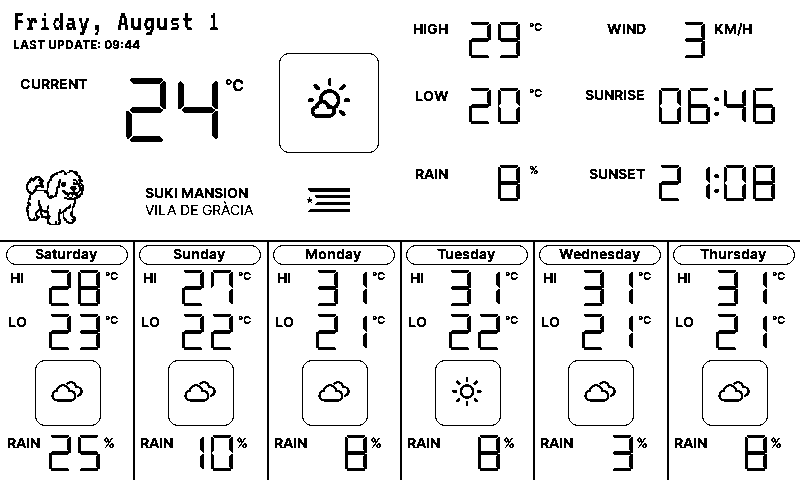 Friday, August 1
LAST UPDATE: 09:44
CURRENT 24 °C
HIGH 29 °C
WIND 3 KM/H
LOW 20 °C
SUNRISE 06:46
RAIN 8 %
SUNSET 21:08
SUKI MANSION
VILA DE GRÀCIA
Saturday
HI 28 °C
LO 23 °C
RAIN 25 %
Sunday
HI 27 °C
LO 22 °C
RAIN 10 %
Monday
HI 31 °C
LO 21 °C
RAIN 8 %
Tuesday
HI 31 °C
LO 22 °C
RAIN 8 %
Wednesday
HI 31 °C
LO 21 °C
RAIN 3 %
Thursday
HI 31 °C
LO 21 °C
RAIN 8 %